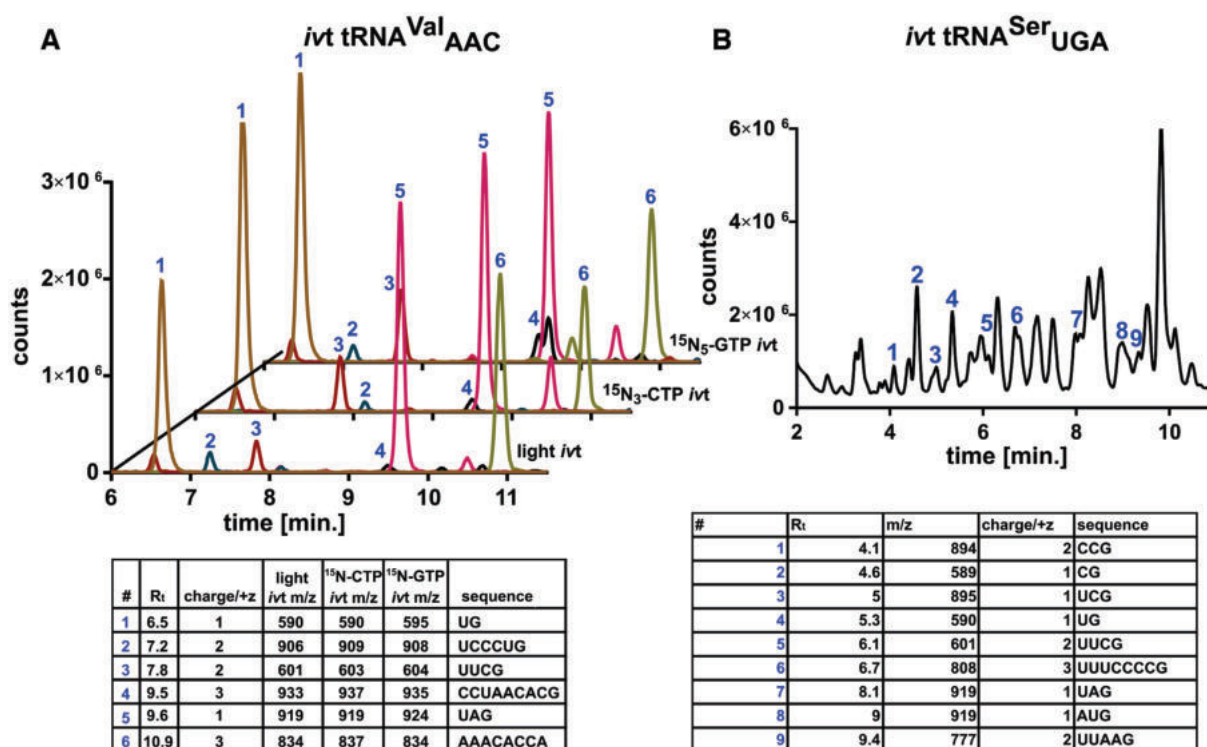 A
ivt tRNA Val AAC
1
1
1
5
5
5
6
6
6
3
2
4
3
2
4
2
3
4
3×10 6
2×10 6
1×10 6
0
counts
15N5-GTP ivt
15N3-CTP ivt
light ivt
6 7 8 9 10 11
time [min.]
# Rt charge/+z light ivt m/z 15N-CTP ivt m/z 15N-GTP ivt m/z sequence
1 6.5 1 590 590 595 UG
2 7.2 2 906 909 908 UCCCUG
3 7.8 2 601 603 604 UUCG
4 9.5 3 933 937 935 CCUAACACG
5 9.6 1 919 919 924 UAG
6 10.9 3 834 837 834 AAACACCA
B
ivt tRNA Ser UGA
6×10 6
4×10 6
2×10 6
0
counts
1 2 3 4 5 6 7 8 9
2 4 6 8 10
time [min.]
# Rt m/z charge/+z sequence
1 4.1 894 2 CCG
2 4.6 589 1 CG
3 5 895 1 UCG
4 5.3 590 1 UG
5 6.1 601 2 UUCG
6 6.7 808 3 UUUCCCCG
7 8.1 919 1 UAG
8 9 919 1 AUG
9 9.4 777 2 UUAAG